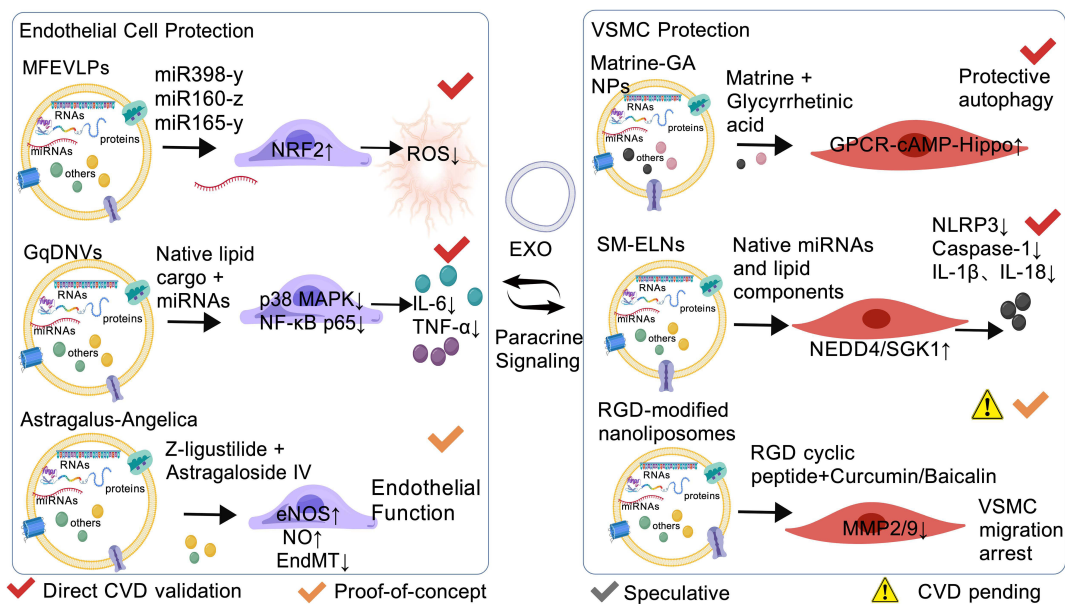 Endothelial Cell Protection
MFEVLPs
miR398-y
miR160-z
miR165-y
RNAs
proteins
miRNAs
others
NRF2↑
ROS↓
GqDNVs
Native lipid
cargo +
miRNAs
RNAs
proteins
miRNAs
others
p38 MAPK↓
NF-κB p65↓
IL-6↓
TNF-α↓
Astragalus-Angelica
Z-ligustilide +
Astragaloside IV
RNAs
proteins
miRNAs
others
eNOS↑
NO↑
EndMT↓
Endothelial
Function
EXO
Paracrine
Signaling
VSMC Protection
Matrine-GA
NPs
Matrine +
Glycyrrhetinic
acid
Protective
autophagy
RNAs
proteins
miRNAs
others
GPCR-cAMP-Hippo↑
SM-ELNs
Native miRNAs
and lipid
components
NLRP3↓
Caspase-1↓
IL-1β、IL-18↓
RNAs
proteins
miRNAs
others
NEDD4/SGK1↑
RGD-modified
nanoliposomes
RGD cyclic
peptide+Curcumin/Baicalin
RNAs
proteins
miRNAs
others
MMP2/9↓
VSMC
migration
arrest
Direct CVD validation
Proof-of-concept
Speculative
CVD pending